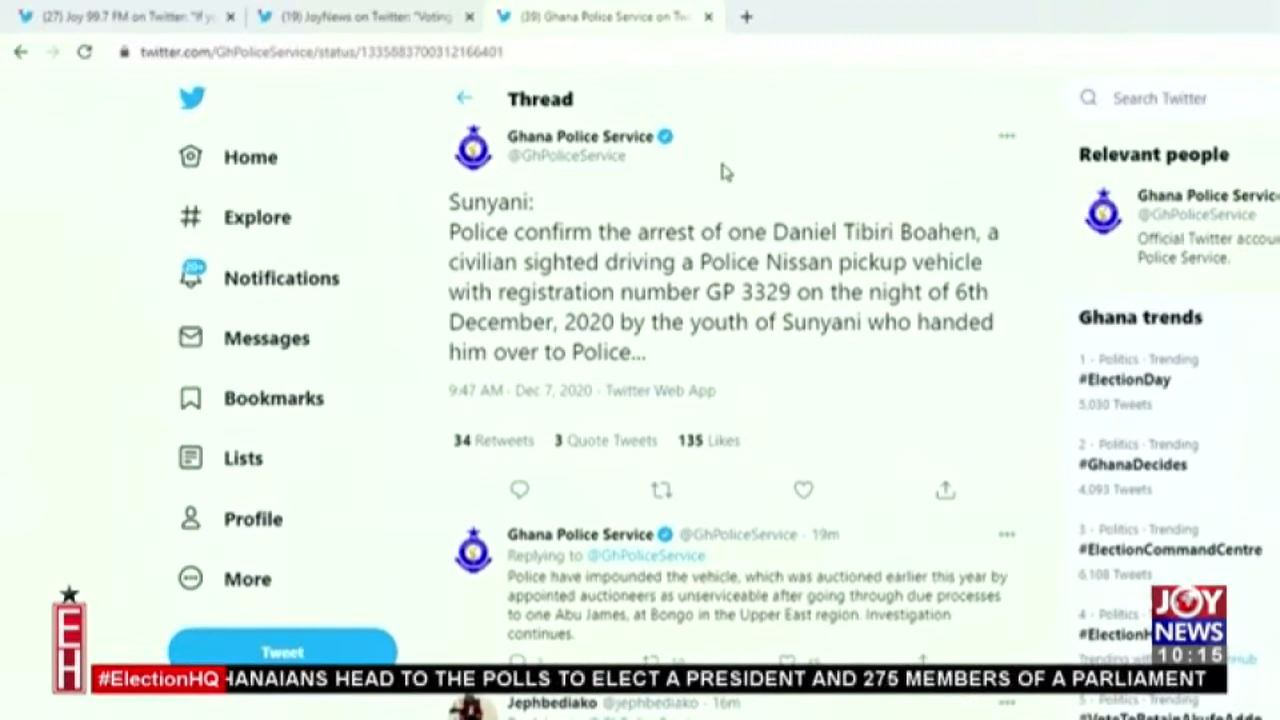 (27) Joy 99.7 FM on Twitter: "If
(19) JoyNews on Twitter: "Voting
(39) Ghana Police Service on
twitter.com/GhPoliceService/status/1335883700312166401
Thread
Search Twitter
Ghana Police Service
@GhPoliceService
Home
Explore
Notifications
20+
Messages
Bookmarks
Lists
Profile
More
Tweet
Sunyani:
Police confirm the arrest of one Daniel Tibiri Boahen, a
civilian sighted driving a Police Nissan pickup vehicle
with registration number GP 3329 on the night of 6th
December, 2020 by the youth of Sunyani who handed
him over to Police...
9:47 AM · Dec 7, 2020 · Twitter Web App
34 Retweets 3 Quote Tweets 135 Likes
Ghana Police Service @GhPoliceService · 19m
Replying to @GhPoliceService
Police have impounded the vehicle, which was auctioned earlier this year by
appointed auctioneers as unserviceable after going through due processes
to one Abu James, at Bongo in the Upper East region. Investigation
continues.
Jephbediako @jephbediako · 16m
Relevant people
Ghana Police Servic
@GhPoliceService
Official Twitter accou
Police Service.
Ghana trends
1 · Politics · Trending
#ElectionDay
5,030 Tweets
2 · Politics · Trending
#GhanaDecides
4,093 Tweets
3 · Politics · Trending
#ElectionCommandCentre
6,108 Tweets
4 · Politics · Trending
#ElectionH
Trending
5 · Politics · Trending
JOY
NEWS
10:15
EH
#ElectionHQ
HANAIANS HEAD TO THE POLLS TO ELECT A PRESIDENT AND 275 MEMBERS OF A PARLIAMENT